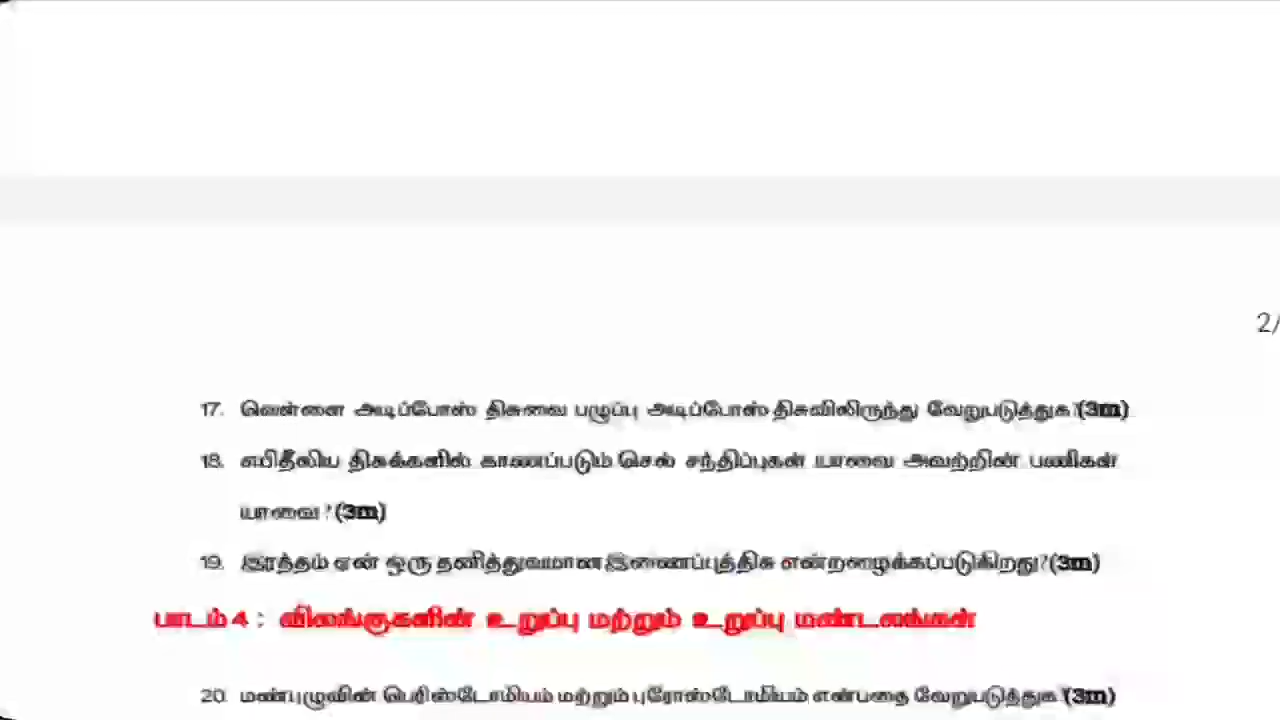 2/
17. வெள்ளை அடிப்போஸ் திசுவை பழுப்பு அடிப்போஸ் திசுவிலிருந்து வேறுபடுத்துக?(3m)
18. எபிதீலிய திசுக்களில் காணப்படும் செல் சந்திப்புகள் யாவை அவற்றின் பணிகள்
யாவை?(3m)
19. இரத்தம் ஏன் ஒரு தனித்துவமான இணைப்புத்திசு என்றழைக்கப்படுகிறது?(3m)
பாடம் 4 : விலங்குகளின் உறுப்பு மற்றும் உறுப்பு மண்டலங்கள்
20. மண்புழுவின் பெரிஸ்டோமியம் மற்றும் புரோஸ்டோமியம் என்பதை வேறுபடுத்துக?(3m)